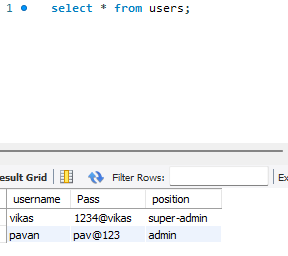 1 select * from users;
esult Grid Filter Rows: Ex
username Pass position
vikas 1234@vikas super-admin
pavan pav@123 admin